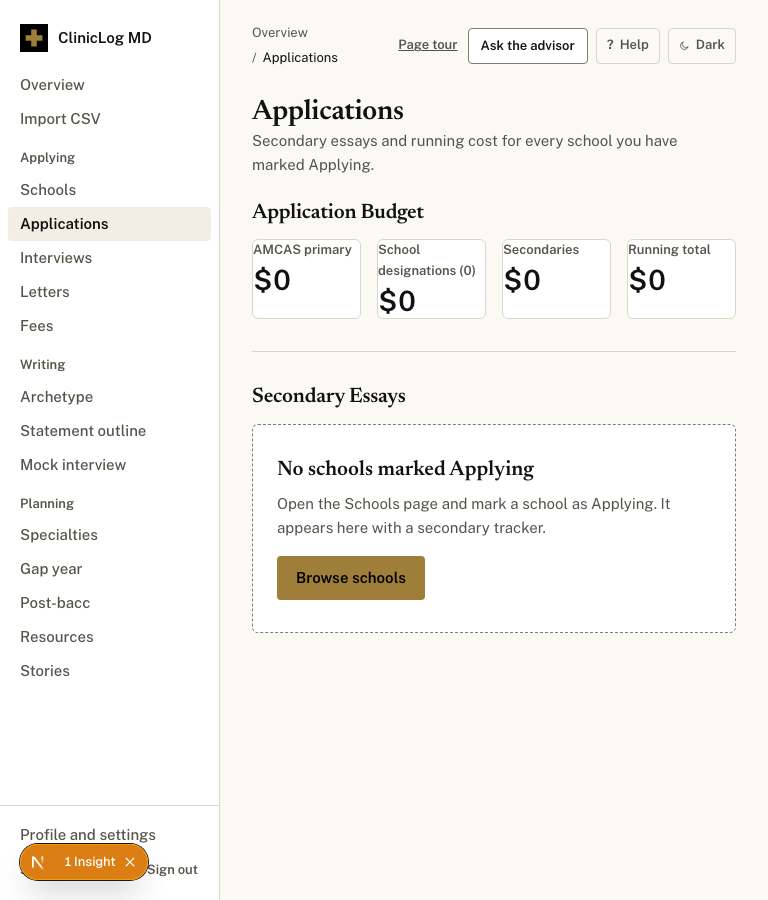 ClinicLog MD
Overview
Import CSV
Applying
Schools
Applications
Interviews
Letters
Fees
Writing
Archetype
Statement outline
Mock interview
Planning
Specialties
Gap year
Post-bacc
Resources
Stories
Profile and settings
1 Insight
Sign out
Overview
/ Applications
Page tour
Ask the advisor
? Help
Dark
Applications
Secondary essays and running cost for every school you have
marked Applying.
Application Budget
AMCAS primary
$0
School
designations (0)
$0
Secondaries
$0
Running total
$0
Secondary Essays
No schools marked Applying
Open the Schools page and mark a school as Applying. It
appears here with a secondary tracker.
Browse schools